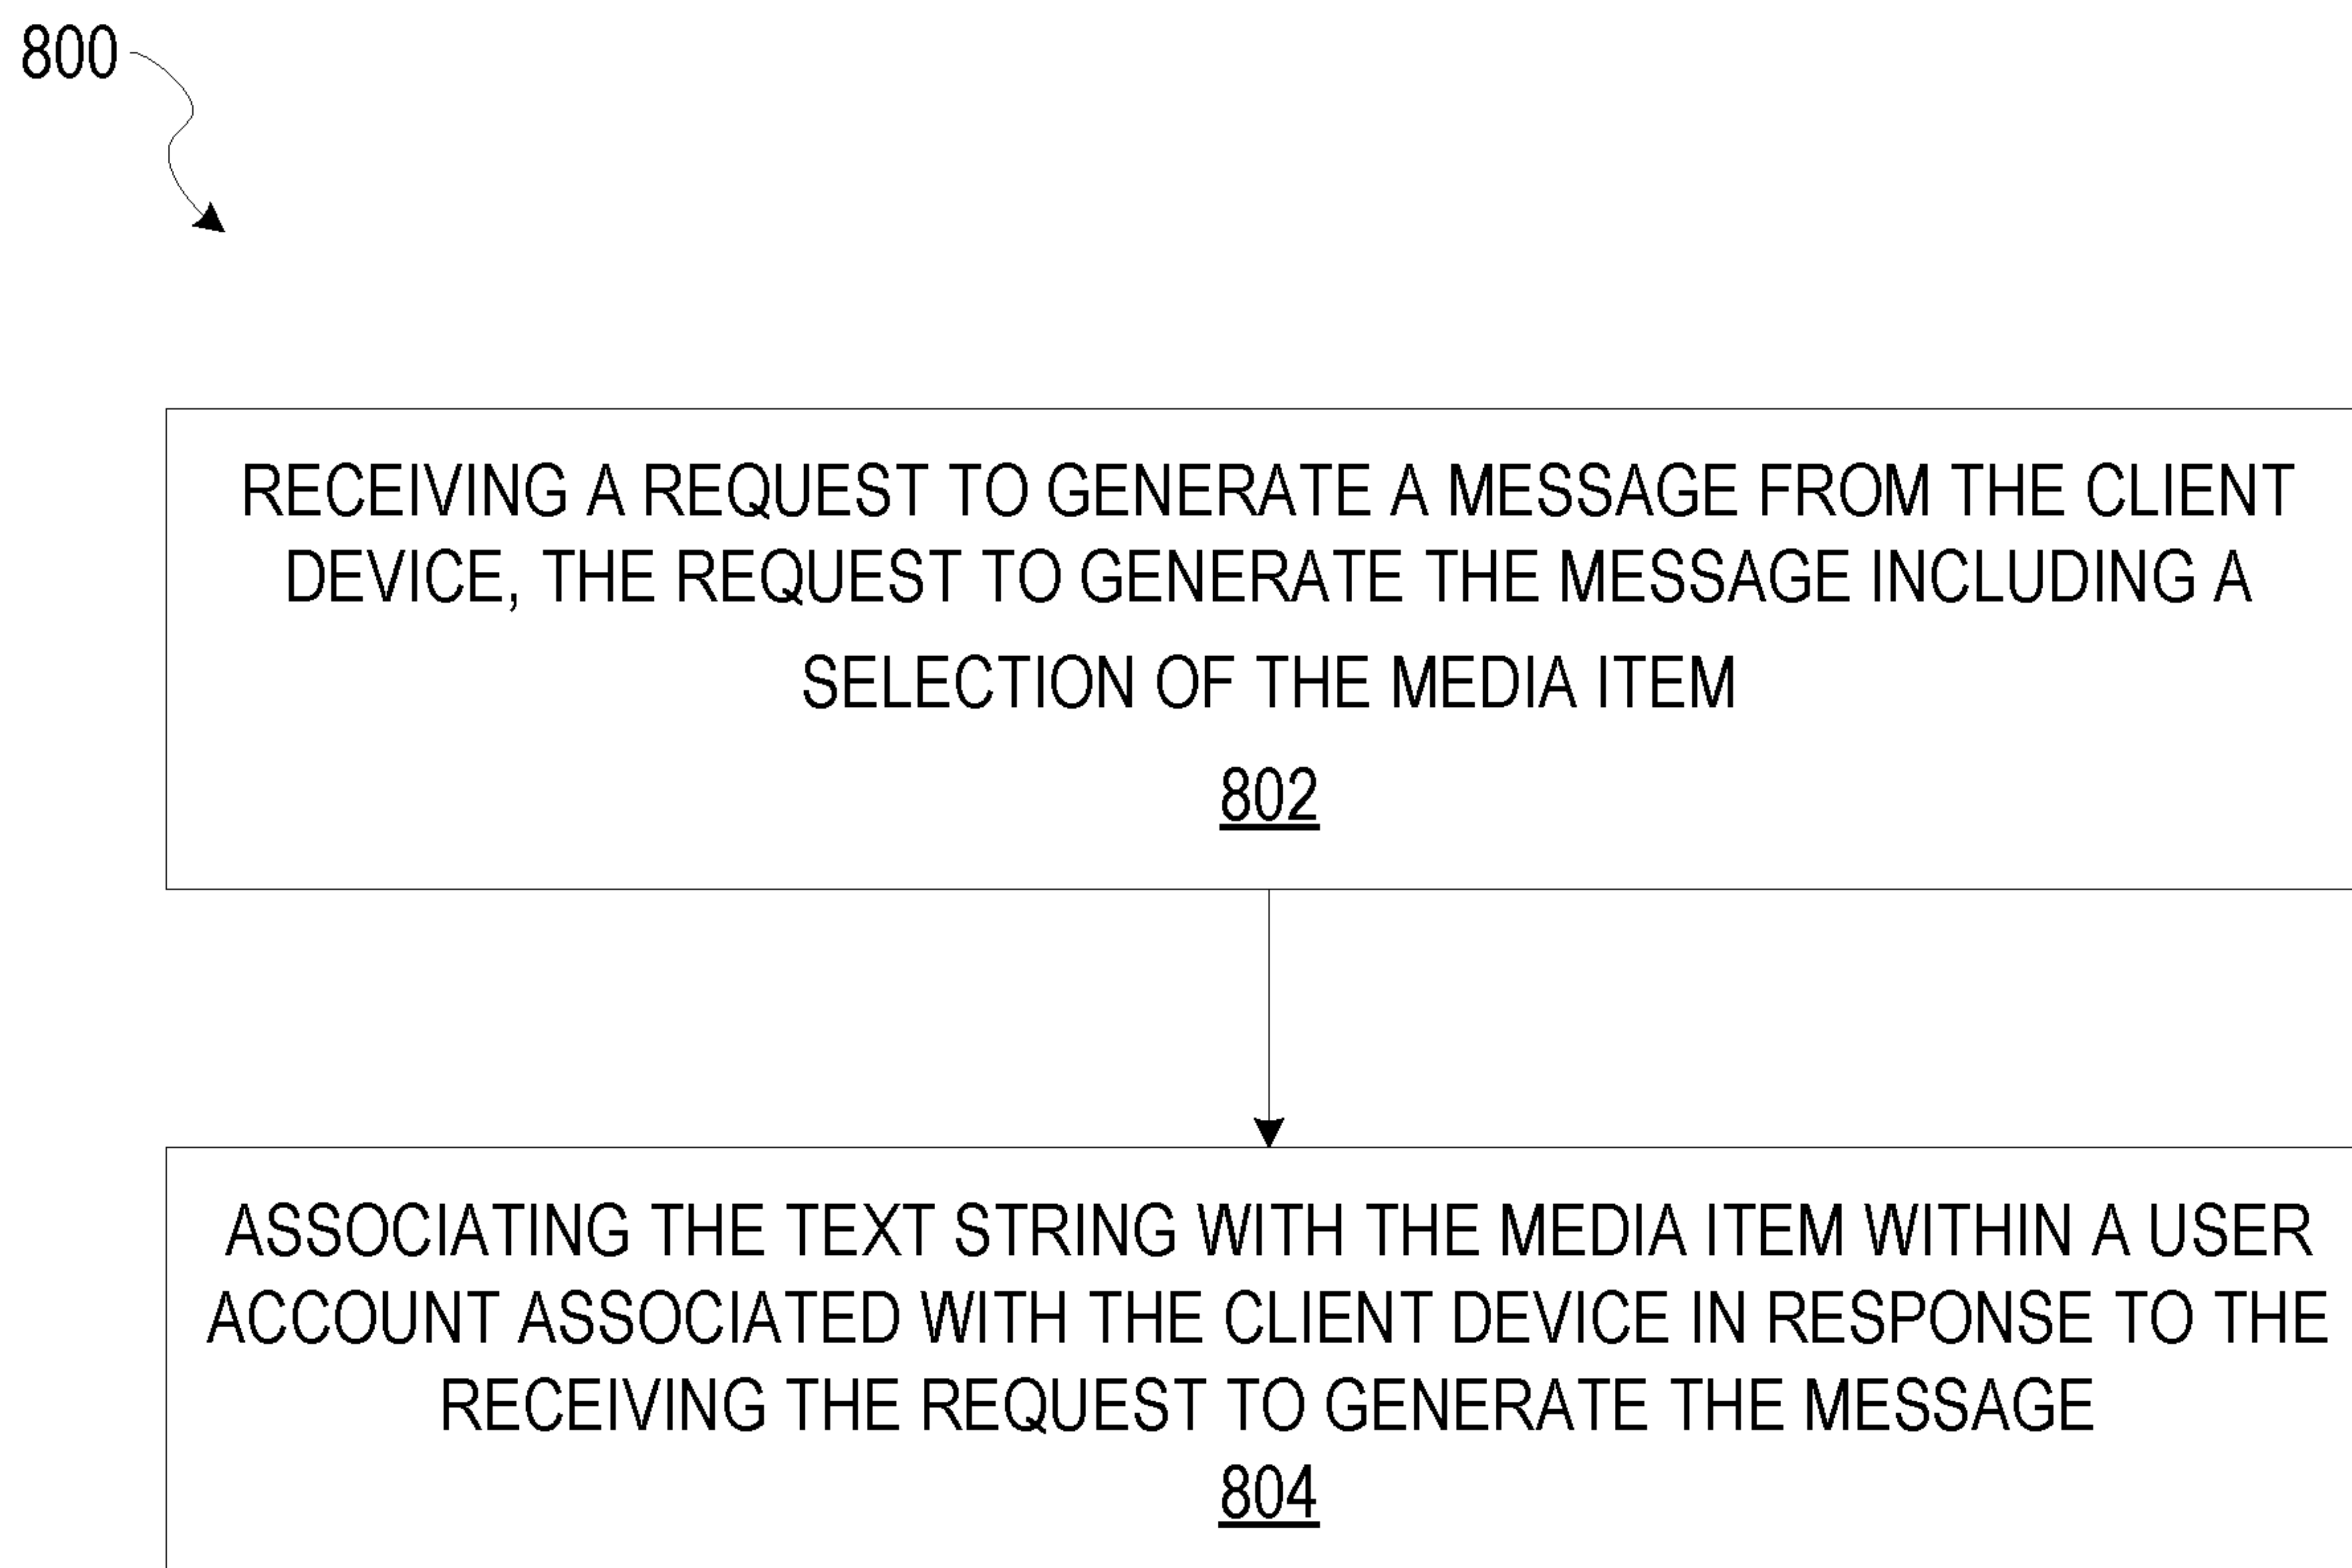 800
RECEIVING A REQUEST TO GENERATE A MESSAGE FROM THE CLIENT
DEVICE, THE REQUEST TO GENERATE THE MESSAGE INCLUDING A
SELECTION OF THE MEDIA ITEM
802
ASSOCIATING THE TEXT STRING WITH THE MEDIA ITEM WITHIN A USER
ACCOUNT ASSOCIATED WITH THE CLIENT DEVICE IN RESPONSE TO THE
RECEIVING THE REQUEST TO GENERATE THE MESSAGE
804